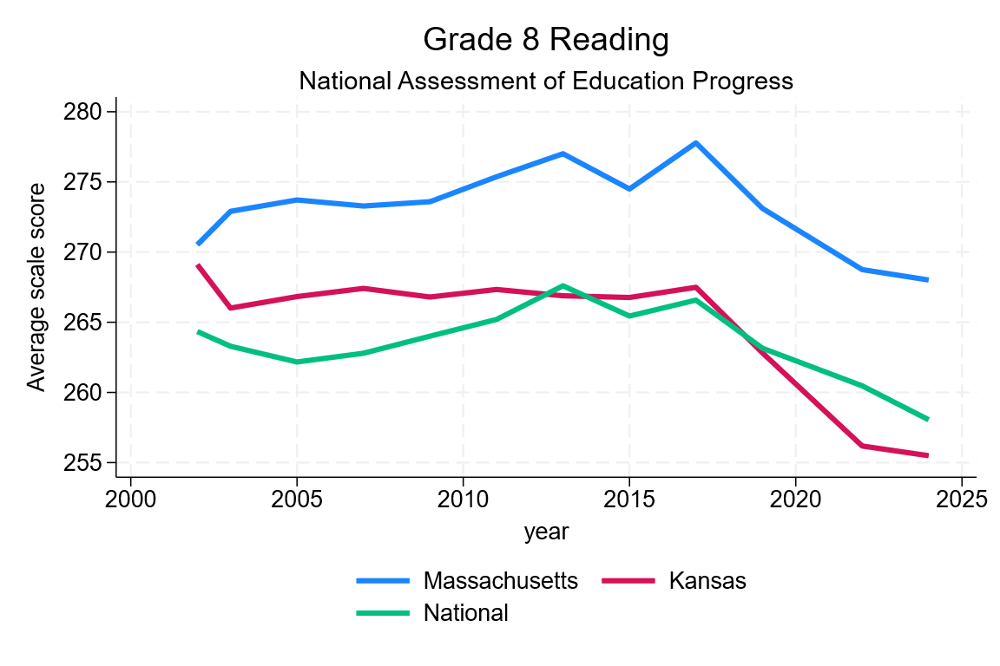 Grade 8 Reading
National Assessment of Education Progress
Average scale score
280
275
270
265
260
255
2000 2005 2010 2015 2020 2025
year
Massachusetts Kansas
National